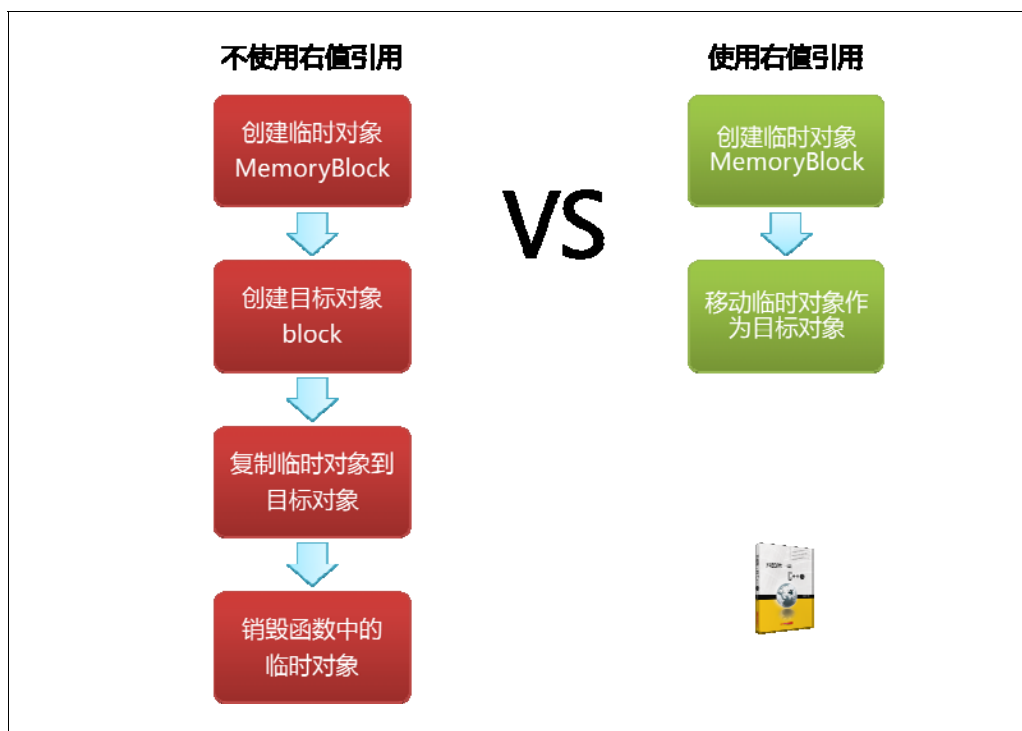 不使用右值引用
创建临时对象
MemoryBlock
创建目标对象
block
复制临时对象到
目标对象
销毁函数中的
临时对象
VS
使用右值引用
创建临时对象
MemoryBlock
移动临时对象作
为目标对象
C++